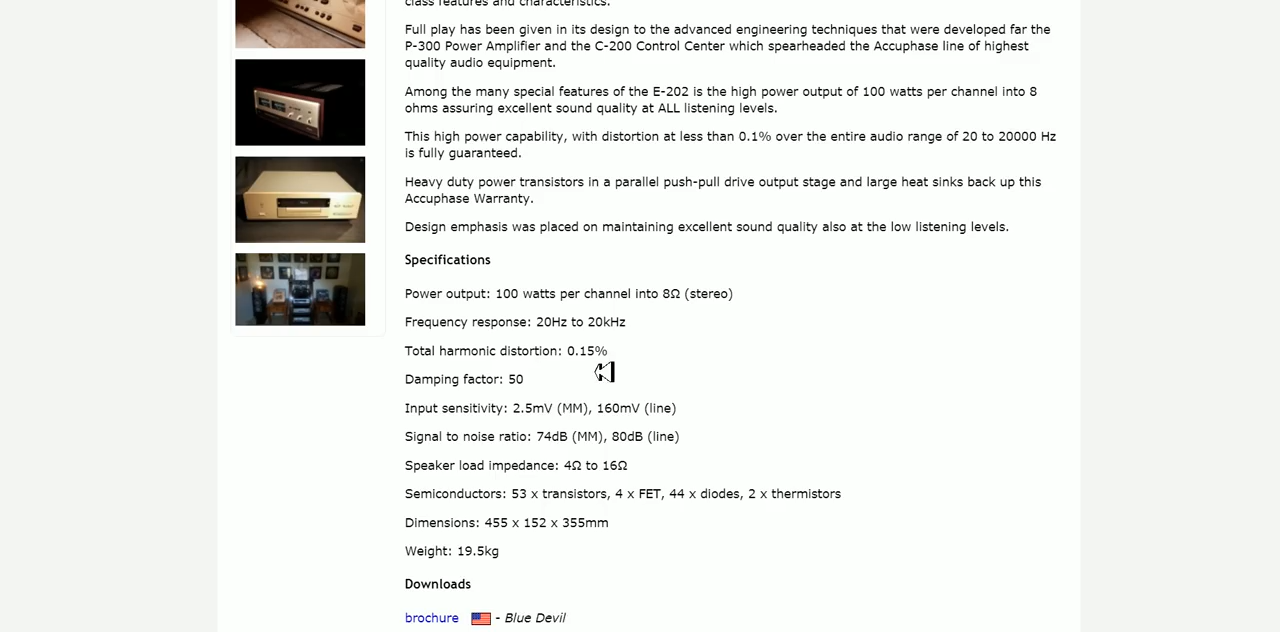 class features and characteristics.
Full play has been given in its design to the advanced engineering techniques that were developed far the
P-300 Power Amplifier and the C-200 Control Center which spearheaded the Accuphase line of highest
quality audio equipment.
Among the many special features of the E-202 is the high power output of 100 watts per channel into 8
ohms assuring excellent sound quality at ALL listening levels.
This high power capability, with distortion at less than 0.1% over the entire audio range of 20 to 20000 Hz
is fully guaranteed.
Heavy duty power transistors in a parallel push-pull drive output stage and large heat sinks back up this
Accuphase Warranty.
Design emphasis was placed on maintaining excellent sound quality also at the low listening levels.
Specifications
Power output: 100 watts per channel into 8Ω (stereo)
Frequency response: 20Hz to 20kHz
Total harmonic distortion: 0.15%
Damping factor: 50
Input sensitivity: 2.5mV (MM), 160mV (line)
Signal to noise ratio: 74dB (MM), 80dB (line)
Speaker load impedance: 4Ω to 16Ω
Semiconductors: 53 x transistors, 4 x FET, 44 x diodes, 2 x thermistors
Dimensions: 455 x 152 x 355mm
Weight: 19.5kg
Downloads
brochure - Blue Devil